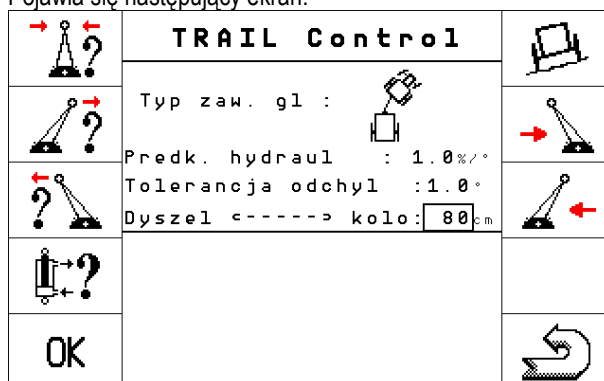 Pojawia się następujący ekran:
TRAIL Control
Typ zaw. gl :
Predk. hydraul : 1.0%/°
Tolerancja odchyl :1.0°
Dyszel <-----> kolo: 80cm
?
?
?
?
OK